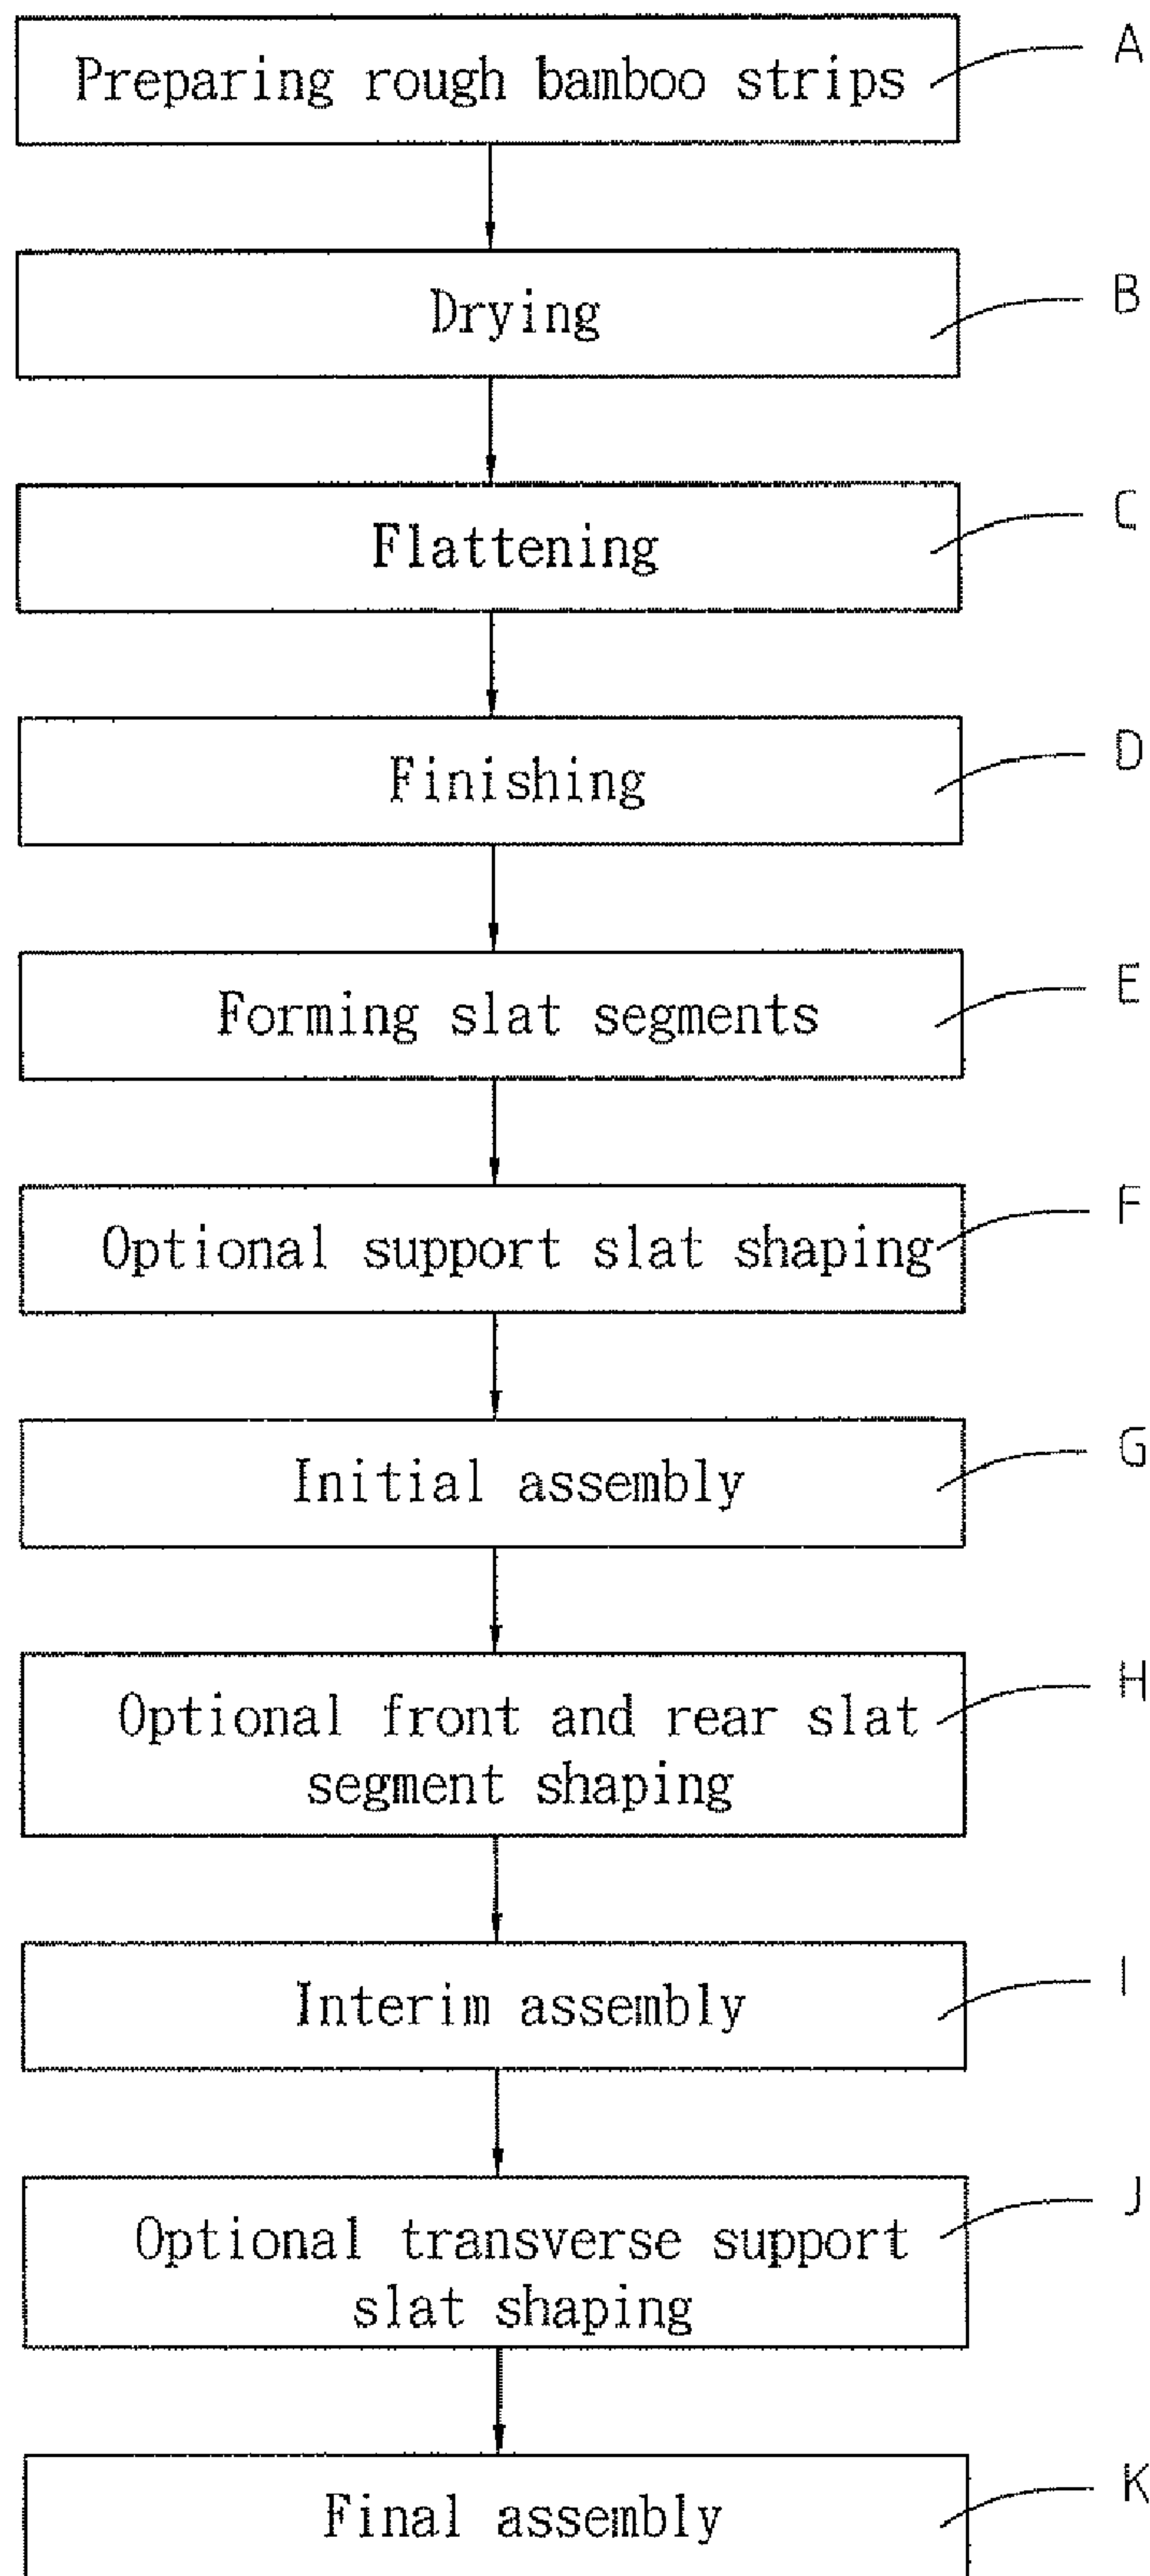 Preparing rough bamboo strips
A
Drying
B
Flattening
C
Finishing
D
Forming slat segments
E
Optional support slat shaping
F
Initial assembly
G
Optional front and rear slat
segment shaping
H
Interim assembly
I
Optional transverse support
slat shaping
J
Final assembly
K